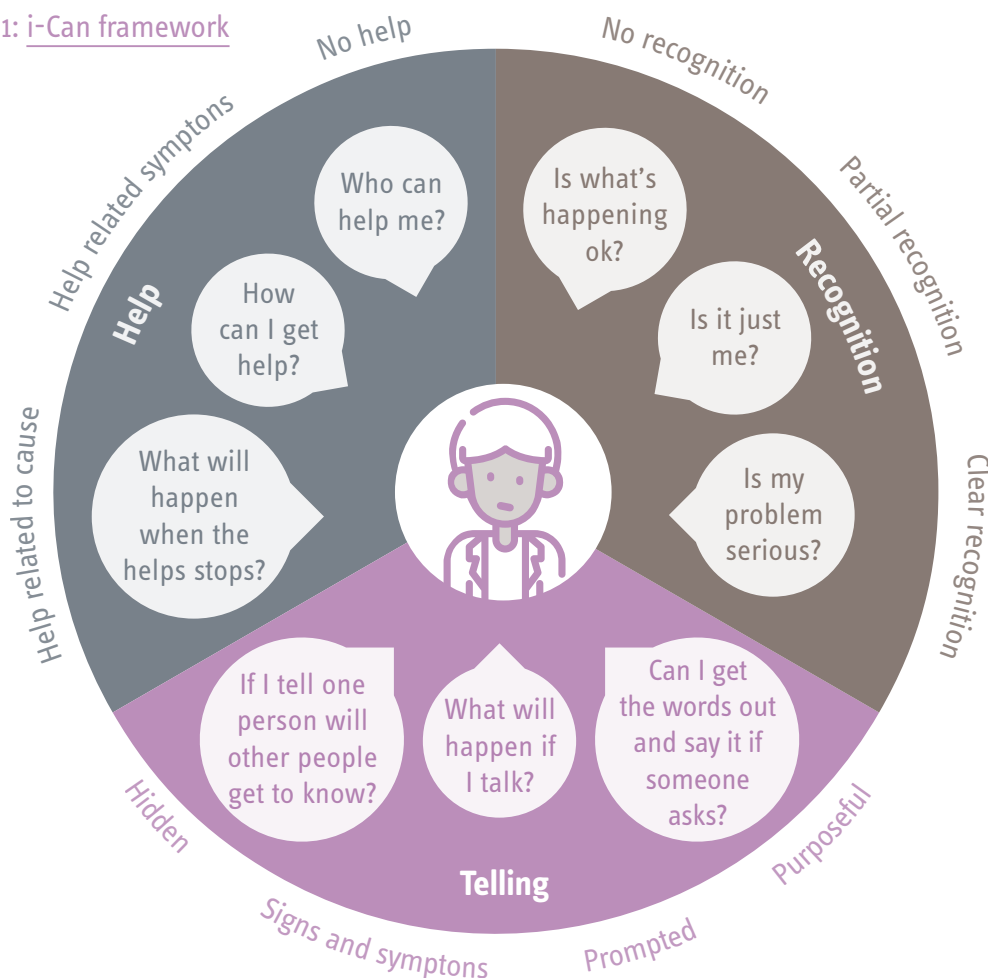 1: i-Can framework
No help
Help related symptoms
Help related to cause
Help
Who can
help me?
How
can I get
help?
What will
happen
when the
helps stops?
No recognition
Partial recognition
Clear recognition
Recognition
Is what's
happening
ok?
Is it just
me?
Is my
problem
serious?
If I tell one
person will
other people
get to know?
What will
happen if
I talk?
Can I get
the words out
and say it if
someone
asks?
Telling
Hidden
Signs and symptons
Prompted
Purposeful